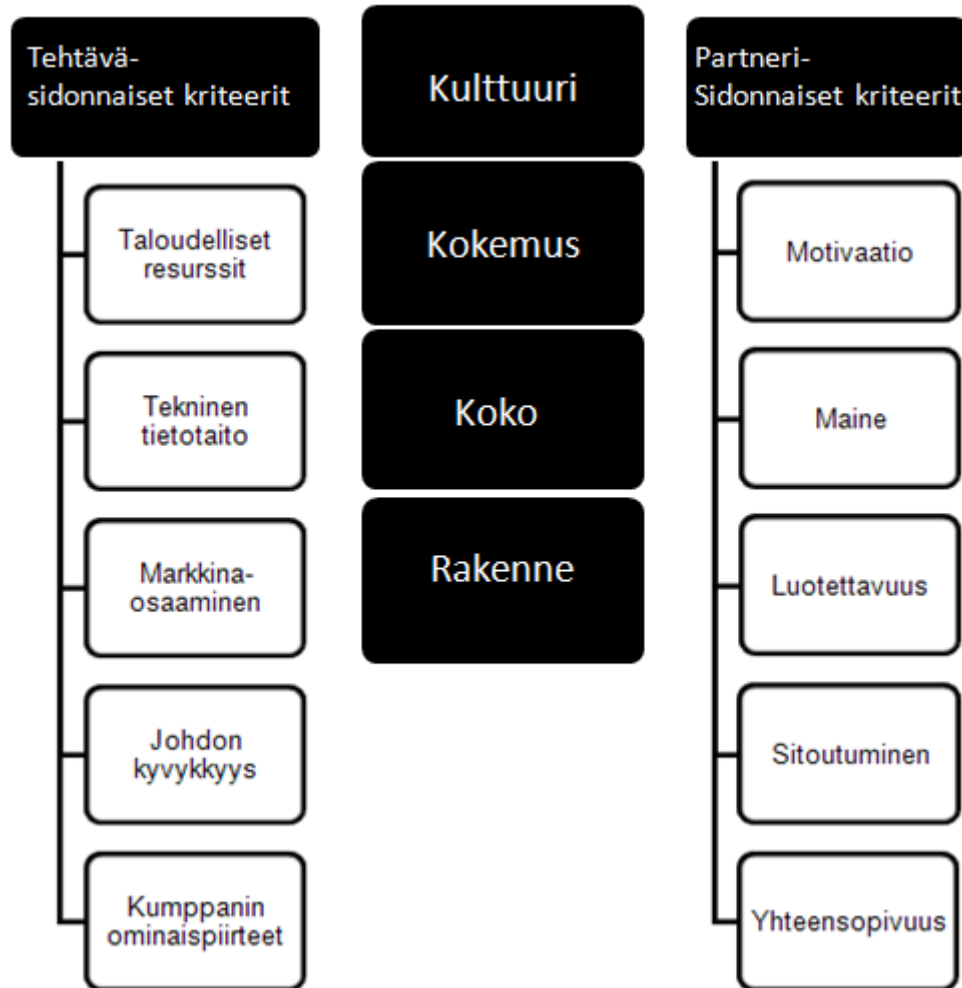 Tehtävä-
sidonnaiset kriteerit
Taloudelliset
resurssit
Tekninen
tietotaito
Markkina-
osaaminen
Johdon
kyvykkyys
Kumppanin
ominaispiirteet
Kulttuuri
Kokemus
Koko
Rakenne
Partneri-
Sidonnaiset kriteerit
Motivaatio
Maine
Luotettavuus
Sitoutuminen
Yhteensopivuus